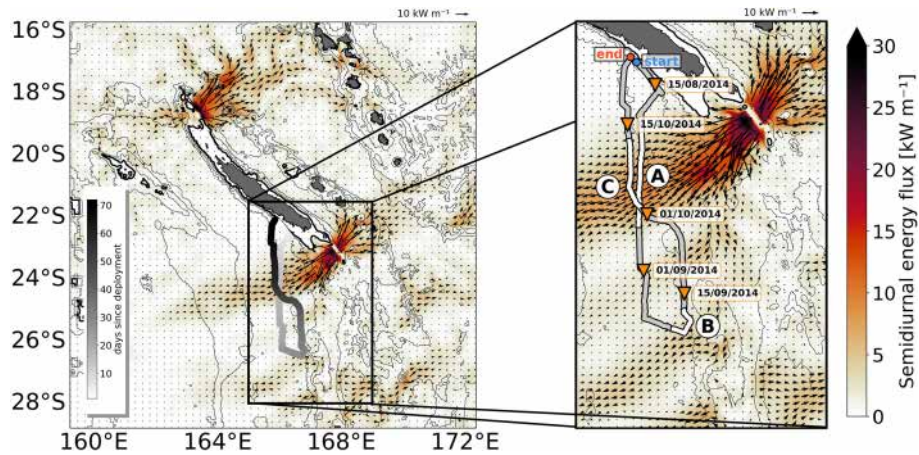 10 kW m⁻¹
10 kW m⁻¹
16°S
18°S
20°S
22°S
24°S
26°S
28°S
160°E
164°E
168°E
172°E
70
60
50
40
30
20
10
days since deployment
end
start
15/08/2014
15/10/2014
C
A
01/10/2014
01/09/2014
15/09/2014
B
30
25
20
15
10
5
0
Semidiurnal energy flux [kW m⁻¹]